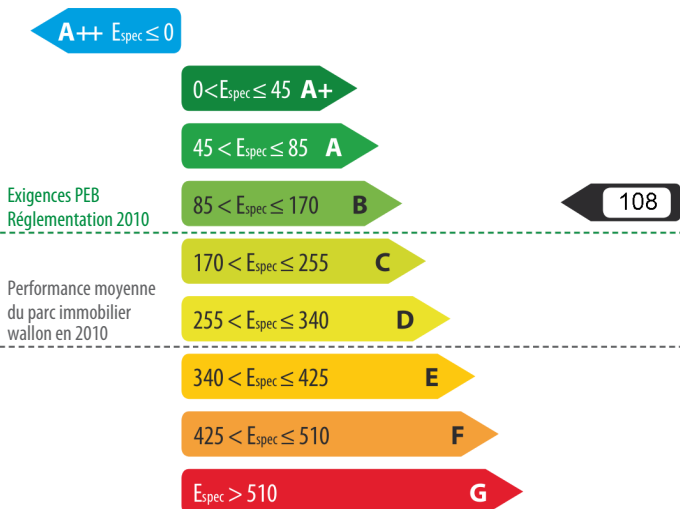 A++ Espec ≤ 0
0<Espec ≤ 45 A+
45 < Espec ≤ 85 A
Exigences PEB
Réglementation 2010
85 < Espec ≤ 170 B
108
170 < Espec ≤ 255 C
Performance moyenne
du parc immobilier
wallon en 2010
255 < Espec ≤ 340 D
340 < Espec ≤ 425 E
425 < Espec ≤ 510 F
Espec > 510 G